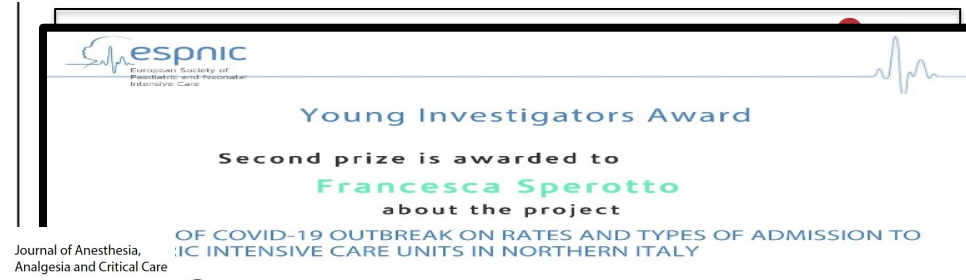 espnic
European Society of
Paediatric and Neonatal
Intensive Care
Young Investigators Award
Second prize is awarded to
Francesca Sperotto
about the project
OF COVID-19 OUTBREAK ON RATES AND TYPES OF ADMISSION TO
IC INTENSIVE CARE UNITS IN NORTHERN ITALY
Journal of Anesthesia,
Analgesia and Critical Care